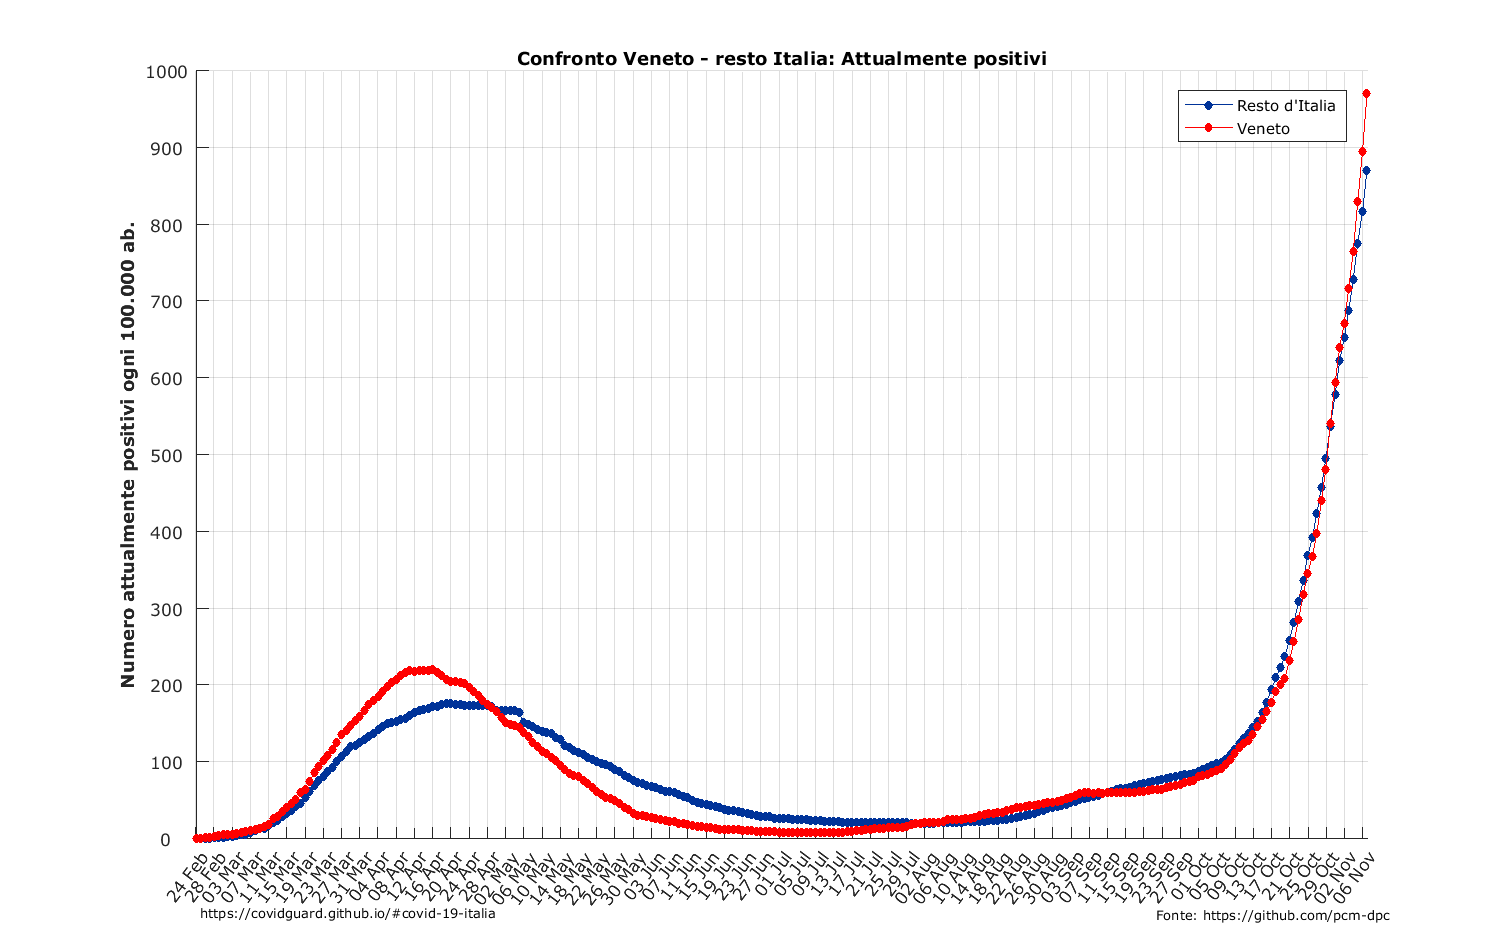 Confronto Veneto - resto Italia: Attualmente positivi
1000
900
800
700
600
500
400
300
200
100
0
Numero attualmente positivi ogni 100.000 ab.
Resto d'Italia
Veneto
24 Feb
28 Feb
03 Mar
07 Mar
11 Mar
15 Mar
19 Mar
23 Mar
27 Mar
31 Mar
04 Apr
08 Apr
12 Apr
16 Apr
20 Apr
24 Apr
28 Apr
02 May
06 May
10 May
14 May
18 May
22 May
26 May
30 May
03 Jun
07 Jun
11 Jun
15 Jun
19 Jun
23 Jun
27 Jun
01 Jul
05 Jul
09 Jul
13 Jul
17 Jul
21 Jul
25 Jul
29 Jul
02 Aug
06 Aug
10 Aug
14 Aug
18 Aug
22 Aug
26 Aug
30 Aug
03 Sep
07 Sep
11 Sep
15 Sep
19 Sep
23 Sep
27 Sep
01 Oct
05 Oct
09 Oct
13 Oct
17 Oct
21 Oct
25 Oct
29 Oct
02 Nov
06 Nov
https://covidguard.github.io/#covid-19-italia
Fonte: https://github.com/pcm-dpc